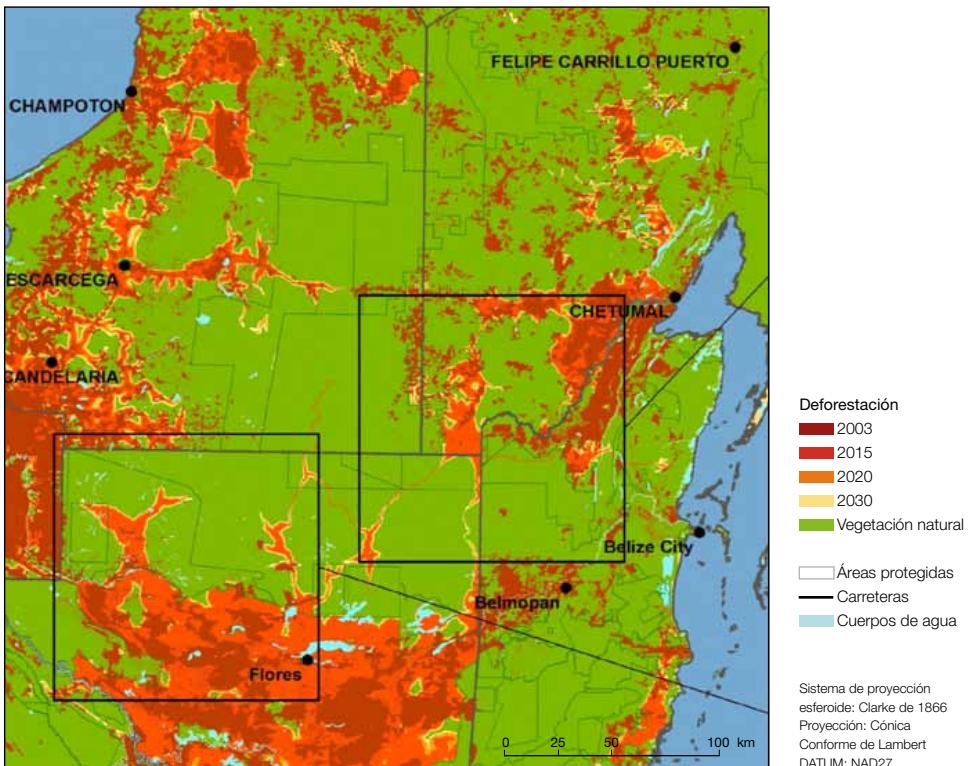 FELIPE CARRILLO PUERTO
CHAMPOTON
ESCARCEGA
CHETUMAL
CANDELARIA
Belize City
Belmopan
Flores
0 25 50 100 km
Deforestación
2003
2015
2020
2030
Vegetación natural
Áreas protegidas
Carreteras
Cuerpos de agua
Sistema de proyección
esferoide: Clarke de 1866
Proyección: Cónica
Conforme de Lambert
DATUM: NAD27